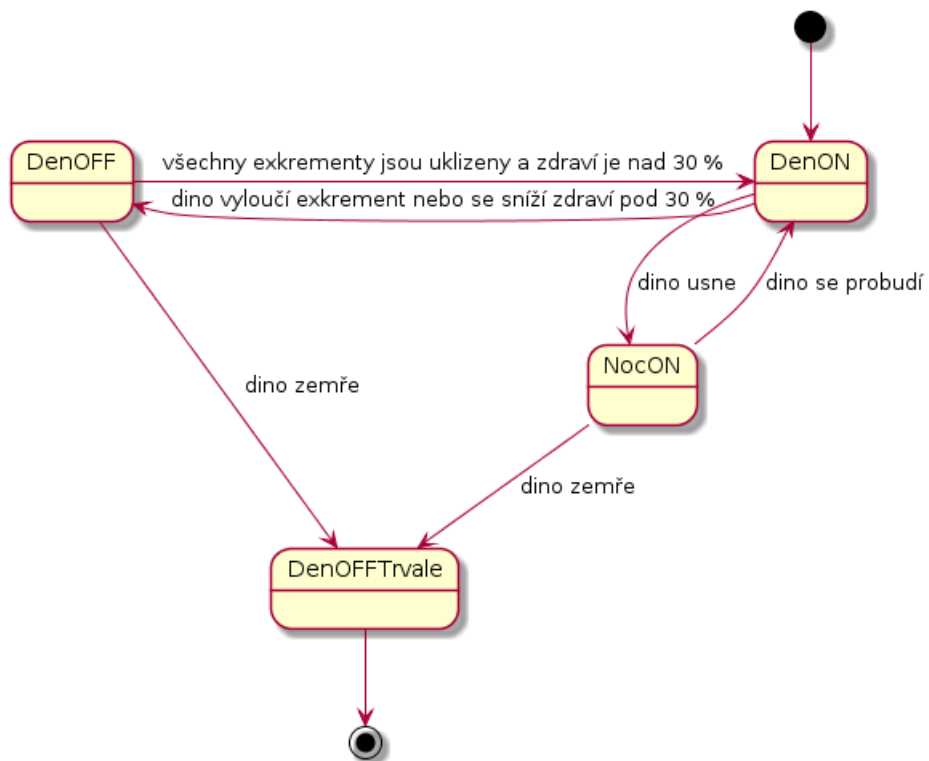 DenOFF
všechny exkrementy jsou uklizeny a zdraví je nad 30 %
DenON
dino vyloučí exkrement nebo se sníží zdraví pod 30 %
dino usne
dino se probudí
NocON
dino zemře
dino zemře
DenOFFTrvale